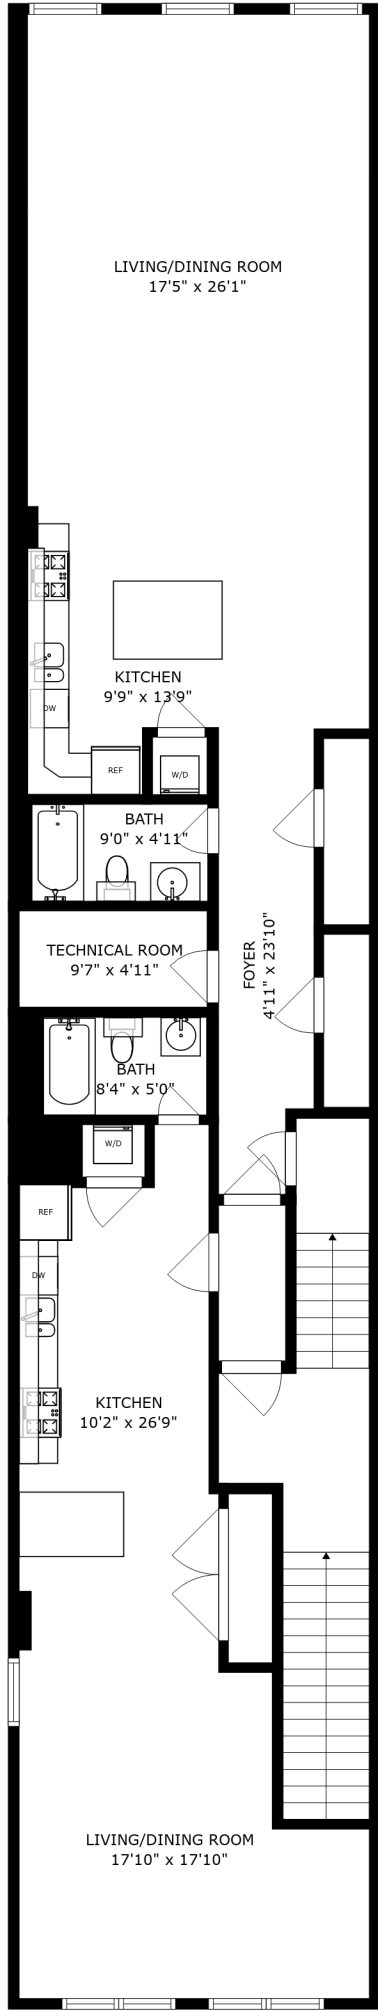 LIVING/DINING ROOM
17'5" x 26'1"
KITCHEN
9'9" x 13'9"
DW
REF
W/D
BATH
9'0" x 4'11"
TECHNICAL ROOM
9'7" x 4'11"
FOYER
4'11" x 23'10"
BATH
8'4" x 5'0"
W/D
REF
DW
KITCHEN
10'2" x 26'9"
LIVING/DINING ROOM
17'10" x 17'10"